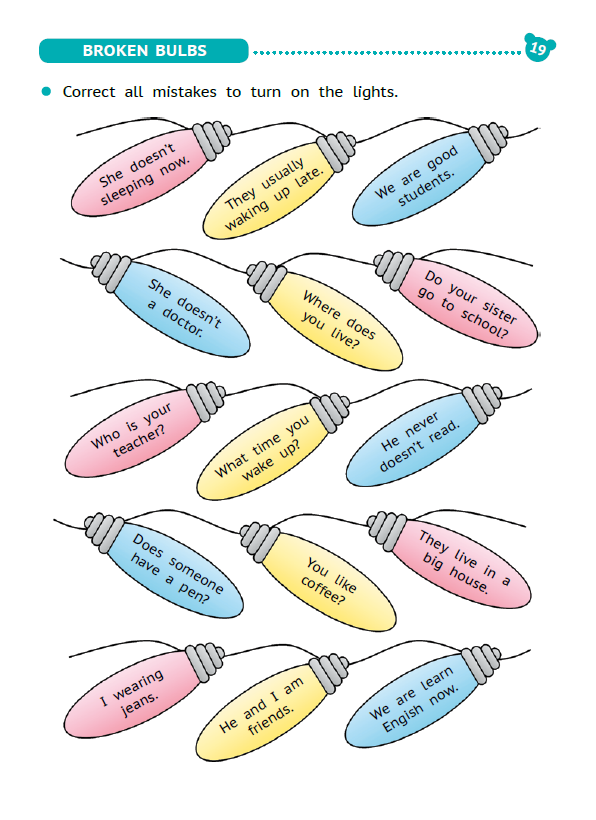 BROKEN BULBS
19
Correct all mistakes to turn on the lights.
She doesn't
sleeping now.
They usually
waking up late.
We are good
students.
She doesn't
a doctor.
Where does
you live?
Do your sister
go to school?
Who is your
teacher?
What time you
wake up?
He never
doesn't read.
Does someone
have a pen?
You like
coffee?
They live in a
big house.
I wearing
jeans.
He and I am
friends.
We are learn
Engish now.